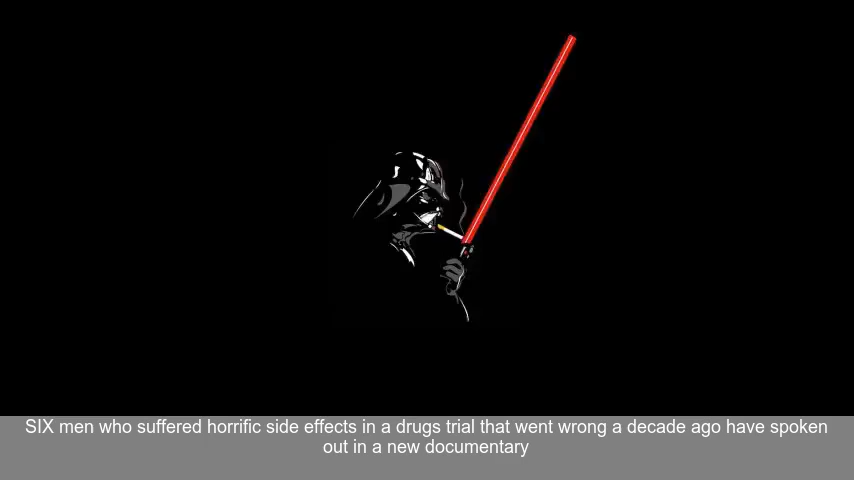 SIX men who suffered horrific side effects in a drugs trial that went wrong a decade ago have spoken
out in a new documentary